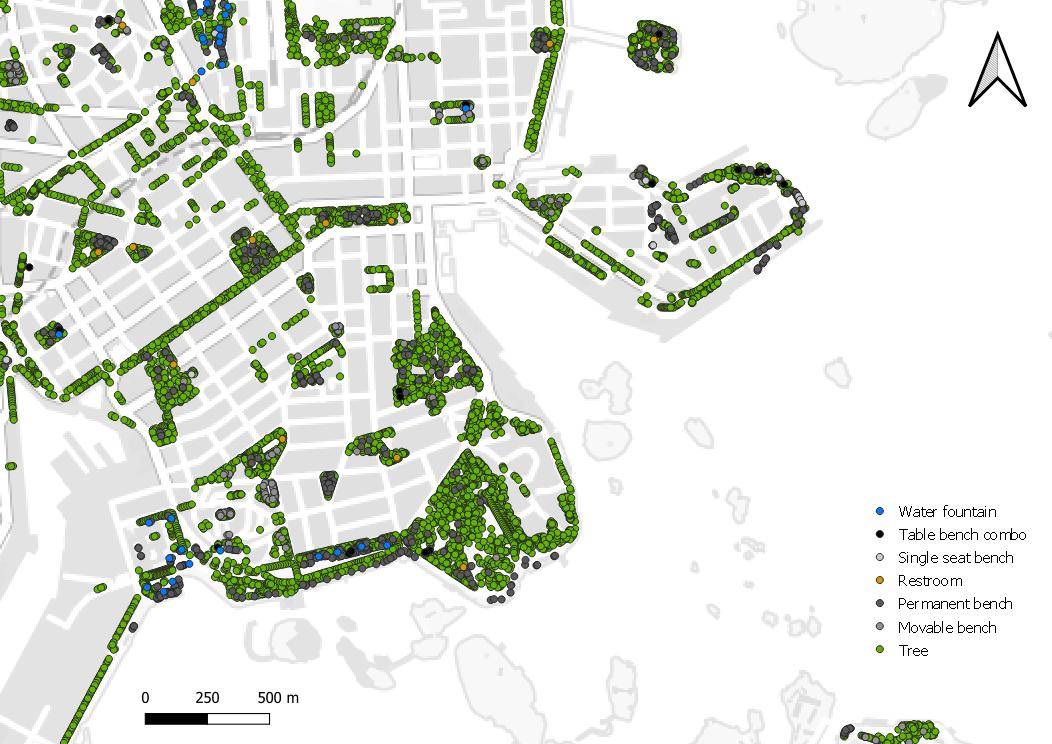 Water fountain
Table bench combo
Single seat bench
Restroom
Permanent bench
Movable bench
Tree
0 250 500 m